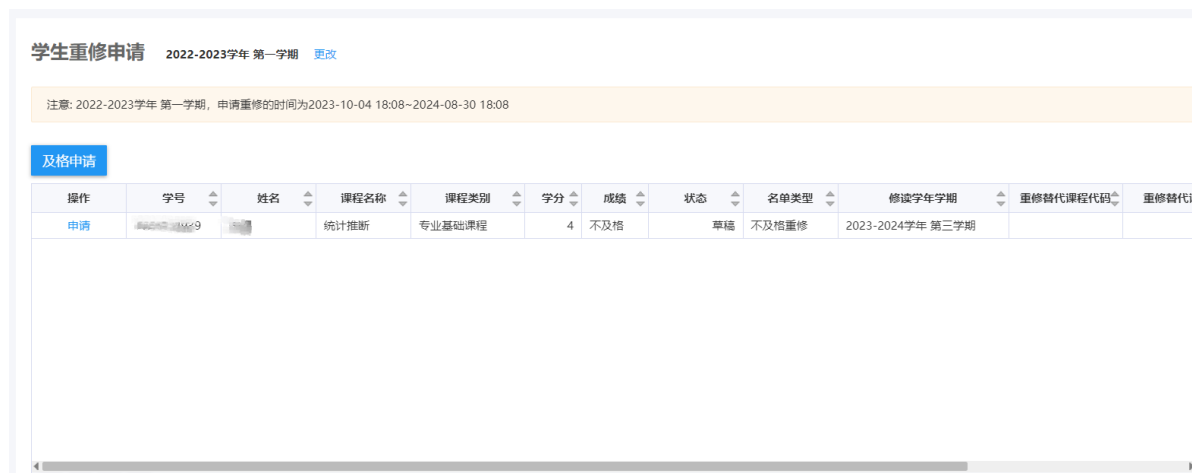 学生重修申请 2022-2023学年 第一学期 更改
注意: 2022-2023学年 第一学期，申请重修的时间为2023-10-04 18:08~2024-08-30 18:08
及格申请
操作 学号 姓名 课程名称 课程类别 学分 成绩 状态 名单类型 修读学年学期 重修替代课程代码 重修替代
申请 统计推断 专业基础课程 4 不及格 草稿 不及格重修 2023-2024学年 第三学期